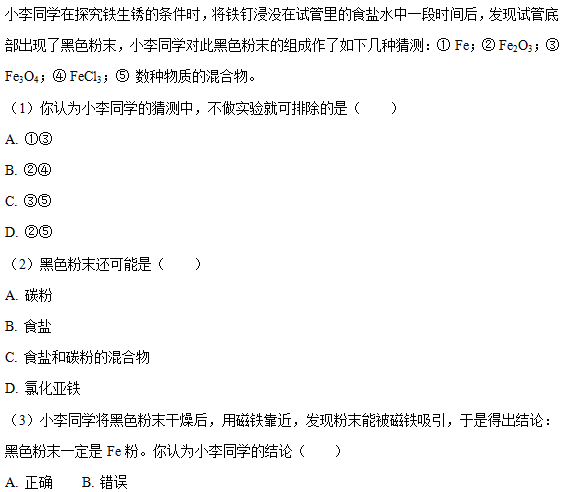 小李同学在探究铁生锈的条件时，将铁钉浸没在试管里的食盐水中一段时间后，发现试管底
部出现了黑色粉末，小李同学对此黑色粉末的组成作了如下几种猜测：① Fe；② Fe₂O₃；③
Fe₃O₄；④ FeCl₃；⑤ 数种物质的混合物。
（1）你认为小李同学的猜测中，不做实验就可排除的是（　　）
A. ①③
B. ②④
C. ③⑤
D. ②⑤
（2）黑色粉末还可能是（　　）
A. 碳粉
B. 食盐
C. 食盐和碳粉的混合物
D. 氯化亚铁
（3）小李同学将黑色粉末干燥后，用磁铁靠近，发现粉末能被磁铁吸引，于是得出结论：
黑色粉末一定是 Fe 粉。你认为小李同学的结论（　　）
A. 正确　　B. 错误